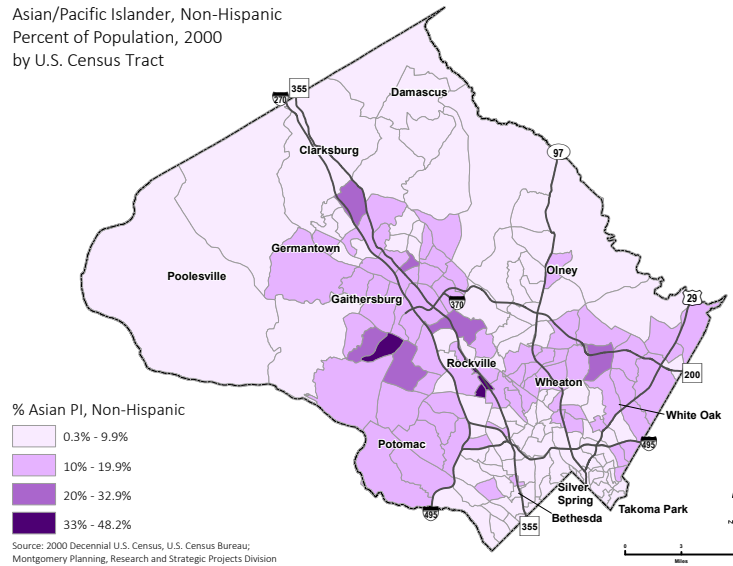 Asian/Pacific Islander, Non-Hispanic
Percent of Population, 2000
by U.S. Census Tract
355
270
Damascus
Clarksburg
97
Germantown
Olney
Poolesville
Gaithersburg
29
370
Rockville
200
Wheaton
White Oak
% Asian PI, Non-Hispanic
0.3% - 9.9%
10% - 19.9%
20% - 32.9%
33% - 48.2%
Potomac
495
Silver
Spring
Takoma Park
495
Bethesda
355
Source: 2000 Decennial U.S. Census, U.S. Census Bureau;
Montgomery Planning, Research and Strategic Projects Division
0 3
Miles